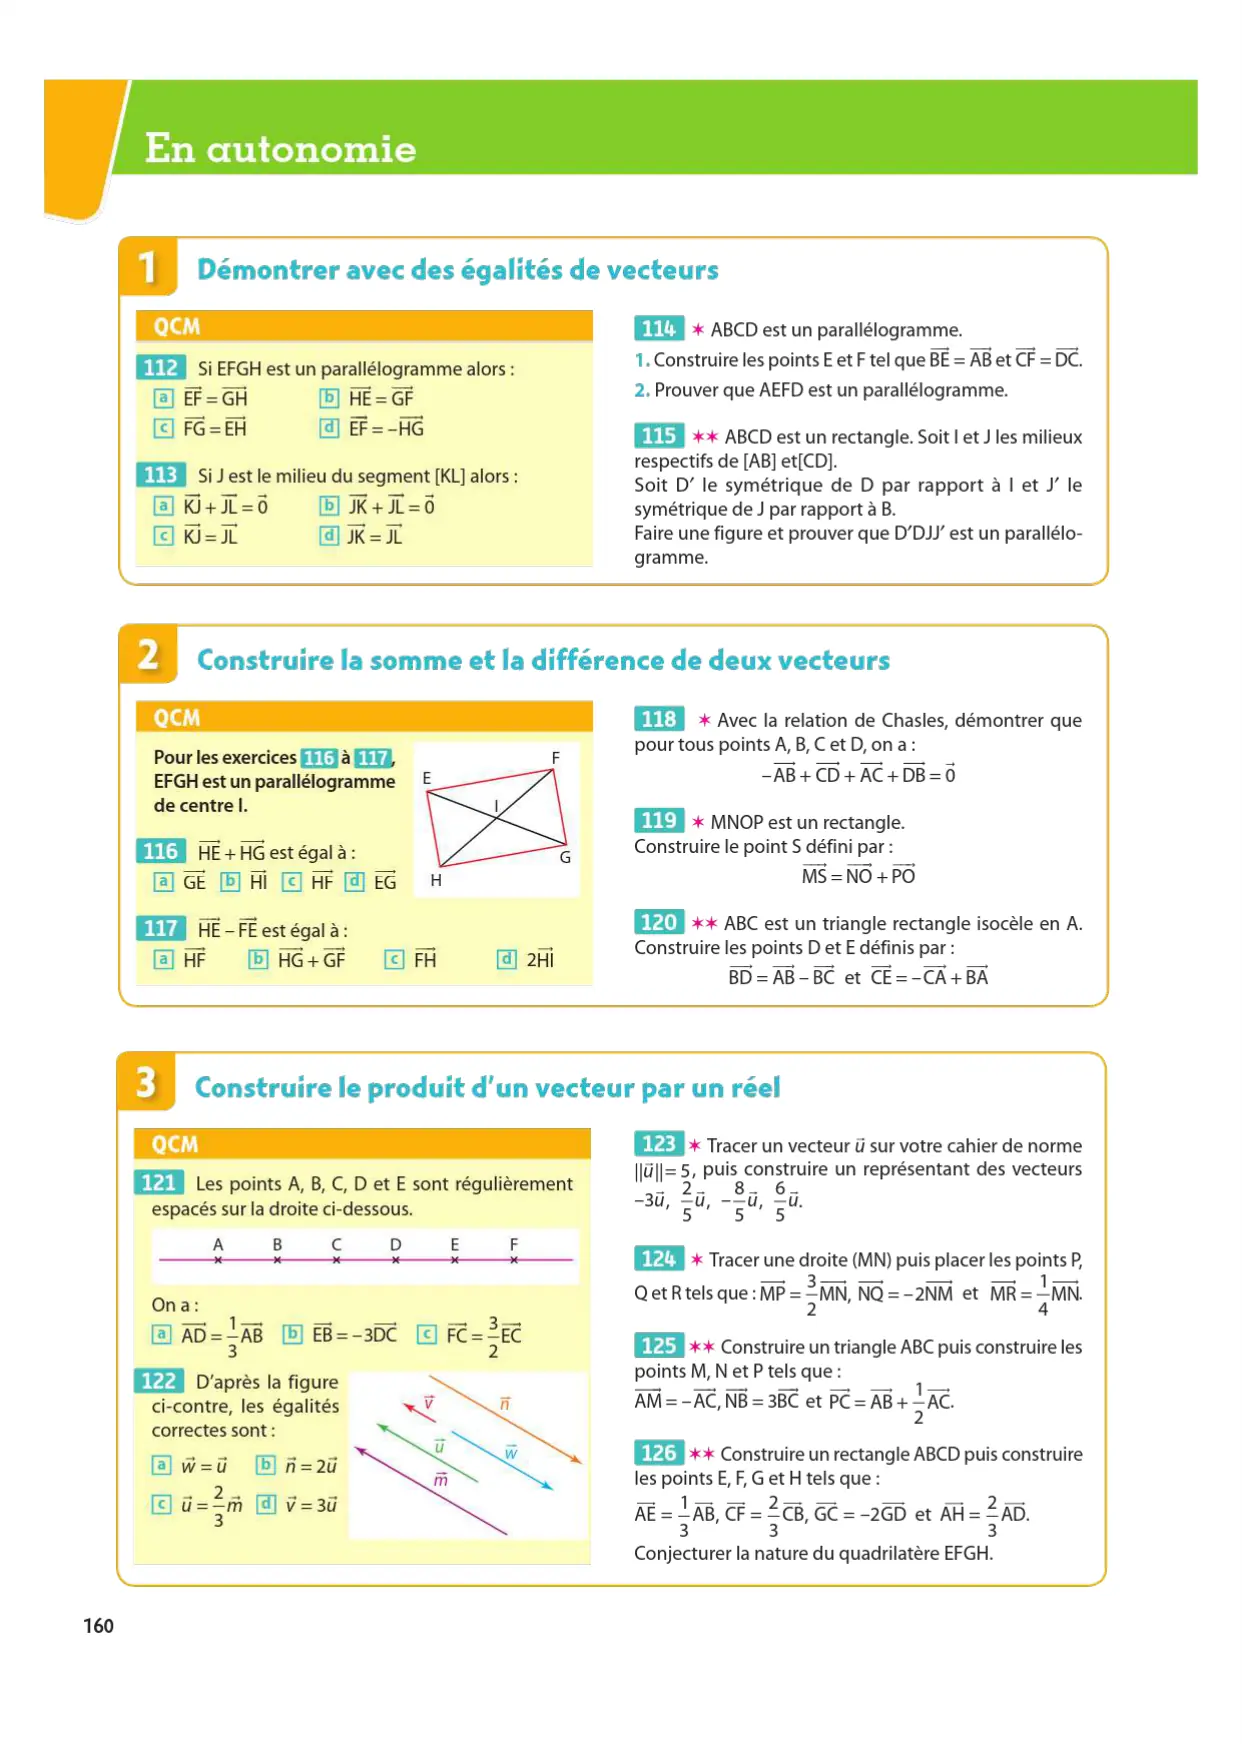 En autonomie
1 Démontrer avec des égalités de vecteurs
QCM
112 Si EFGH est un parallélogramme alors :
a EF⃗ = GH⃗ b HE⃗ = GF⃗
c FG⃗ = EH⃗ d EF⃗ = –HG⃗
113 Si J est le milieu du segment [KL] alors :
a KJ⃗ + JL⃗ = 0⃗ b JK⃗ + JL⃗ = 0⃗
c KJ⃗ = JL⃗ d JK⃗ = JL⃗
114 ✶ ABCD est un parallélogramme.
1. Construire les points E et F tel que BE⃗ = AB⃗ et CF⃗ = DC⃗.
2. Prouver que AEFD est un parallélogramme.
115 ✶✶ ABCD est un rectangle. Soit I et J les milieux
respectifs de [AB] et[CD].
Soit D′ le symétrique de D par rapport à I et J′ le
symétrique de J par rapport à B.
Faire une figure et prouver que D′DJJ′ est un parallélo-
gramme.
2 Construire la somme et la différence de deux vecteurs
QCM
Pour les exercices 116 à 117,
EFGH est un parallélogramme
de centre I.
E
F
I
G
H
116 HE⃗ + HG⃗ est égal à :
a GE⃗ b HI⃗ c HF⃗ d EG⃗
117 HE⃗ – FE⃗ est égal à :
a HF⃗ b HG⃗ + GF⃗ c FH⃗ d 2HI⃗
118 ✶ Avec la relation de Chasles, démontrer que
pour tous points A, B, C et D, on a :
–AB⃗ + CD⃗ + AC⃗ + DB⃗ = 0⃗
119 ✶ MNOP est un rectangle.
Construire le point S défini par :
MS⃗ = NO⃗ + PO⃗
120 ✶✶ ABC est un triangle rectangle isocèle en A.
Construire les points D et E définis par :
BD⃗ = AB⃗ – BC⃗ et CE⃗ = –CA⃗ + BA⃗
3 Construire le produit d’un vecteur par un réel
QCM
121 Les points A, B, C, D et E sont régulièrement
espacés sur la droite ci-dessous.
A B C D E F
On a :
a AD⃗ = 1/3 AB⃗ b EB⃗ = –3DC⃗ c FC⃗ = 3/2 EC⃗
122 D’après la figure
ci-contre, les égalités
correctes sont :
a w⃗ = u⃗ b n⃗ = 2u⃗
c u⃗ = 2/3 m⃗ d v⃗ = 3u⃗
v⃗
n⃗
u⃗
w⃗
m⃗
123 ✶ Tracer un vecteur u⃗ sur votre cahier de norme
||u⃗|| = 5, puis construire un représentant des vecteurs
–3u⃗, 2/5 u⃗, –8/5 u⃗, 6/5 u⃗.
124 ✶ Tracer une droite (MN) puis placer les points P,
Q et R tels que : MP⃗ = 3/2 MN⃗, NQ⃗ = –2NM⃗ et MR⃗ = 1/4 MN⃗.
125 ✶✶ Construire un triangle ABC puis construire les
points M, N et P tels que :
AM⃗ = –AC⃗, NB⃗ = 3BC⃗ et PC⃗ = AB⃗ + 1/2 AC⃗.
126 ✶✶ Construire un rectangle ABCD puis construire
les points E, F, G et H tels que :
AE⃗ = 1/3 AB⃗, CF⃗ = 2/3 CB⃗, GC⃗ = –2GD⃗ et AH⃗ = 2/3 AD⃗.
Conjecturer la nature du quadrilatère EFGH.
160